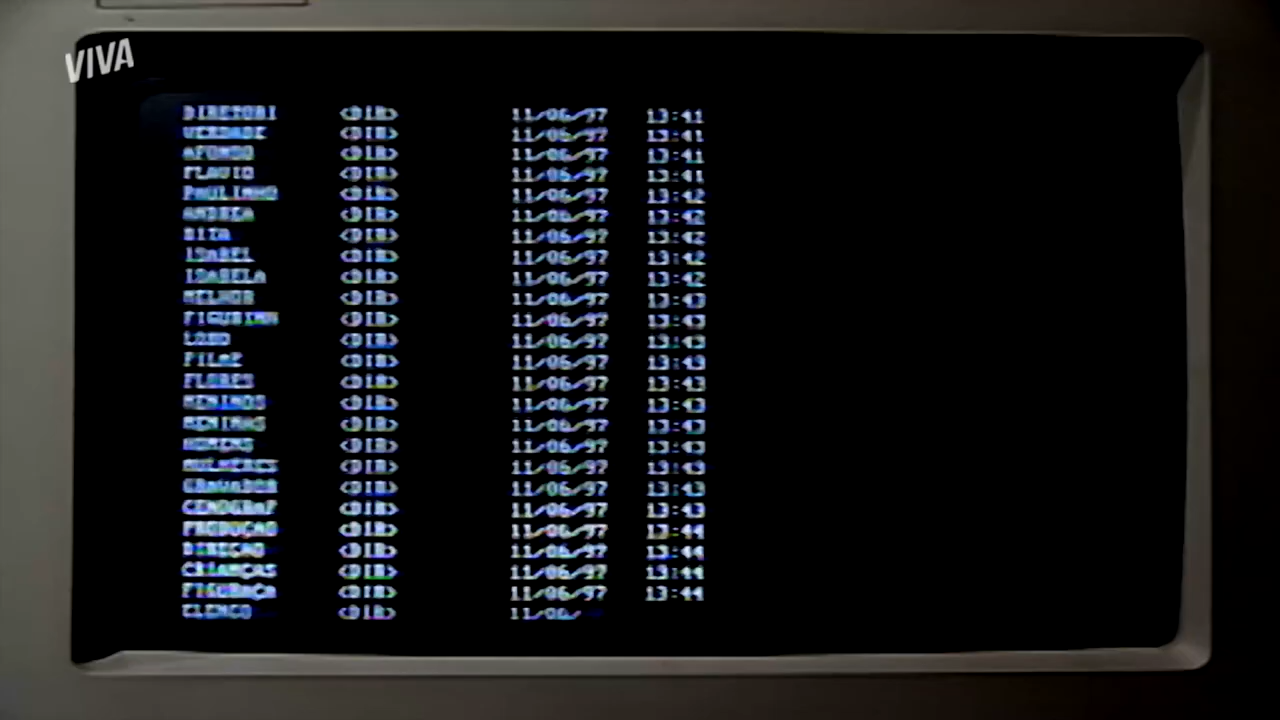 VIVA
DIRETORI <DIR> 11/06/97 13:41
VERDADE <DIR> 11/06/97 13:41
AFONSO <DIR> 11/06/97 13:41
FLAVIO <DIR> 11/06/97 13:41
PAULINHO <DIR> 11/06/97 13:42
ANDREA <DIR> 11/06/97 13:42
RITA <DIR> 11/06/97 13:42
ISABEL <DIR> 11/06/97 13:42
ISABELA <DIR> 11/06/97 13:42
MELHOR <DIR> 11/06/97 13:43
FIGURINH <DIR> 11/06/97 13:43
<DIR> 11/06/97 13:43
<DIR> 11/06/97 13:43
FLORES <DIR> 11/06/97 13:43
MENINOS <DIR> 11/06/97 13:43
MENINAS <DIR> 11/06/97 13:43
HOMENS <DIR> 11/06/97 13:43
MULHERES <DIR> 11/06/97 13:43
GRAVADOR <DIR> 11/06/97 13:43
CENOGRAF <DIR> 11/06/97 13:43
PRODUÇAO <DIR> 11/06/97 13:44
DIREÇAO <DIR> 11/06/97 13:44
CRIANÇAS <DIR> 11/06/97 13:44
FIGURAÇA <DIR> 11/06/97 13:44
ELENCO <DIR> 11/06/